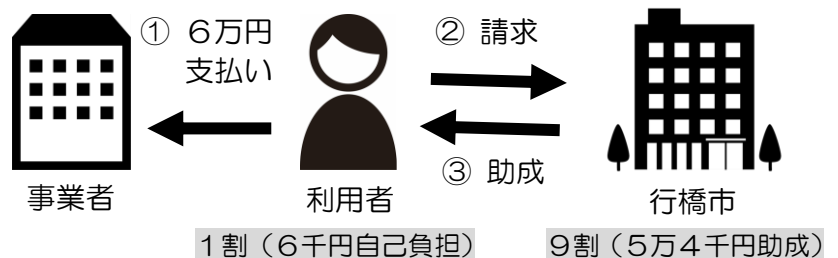 ① 6万円
支払い
② 請求
③ 助成
事業者
利用者
行橋市
1割（6千円自己負担）
9割（5万4千円助成）